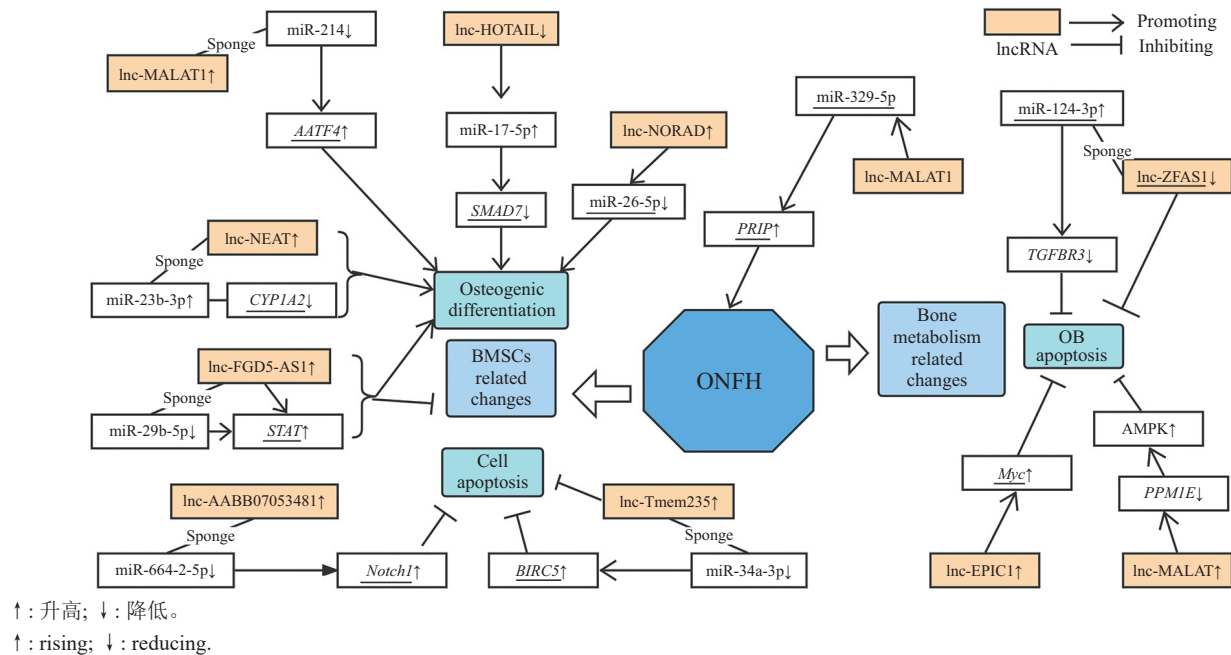 miR-214↓
Sponge
lnc-MALAT1↑
AATF4↑
lnc-HOTAIL↓
miR-17-5p↑
SMAD7↓
lnc-NORAD↑
miR-26-5p↓
miR-329-5p
lnc-MALAT1
PRIP↑
lncRNA
Promoting
Inhibiting
miR-124-3p↑
Sponge
lnc-ZFAS1↓
TGFBR3↓
lnc-NEAT↑
Sponge
miR-23b-3p↑
CYP1A2↓
Osteogenic
differentiation
lnc-FGD5-AS1↑
Sponge
miR-29b-5p↓
STAT↑
BMSCs
related
changes
ONFH
Bone
metabolism
related
changes
OB
apoptosis
Cell
apoptosis
lnc-AABB07053481↑
Sponge
miR-664-2-5p↓
Notch1↑
BIRC5↑
lnc-Tmem235↑
Sponge
miR-34a-3p↓
Myc↑
lnc-EPIC1↑
AMPK↑
PPM1E↓
lnc-MALAT↑
↑: 升高; ↓: 降低。
↑: rising; ↓: reducing.